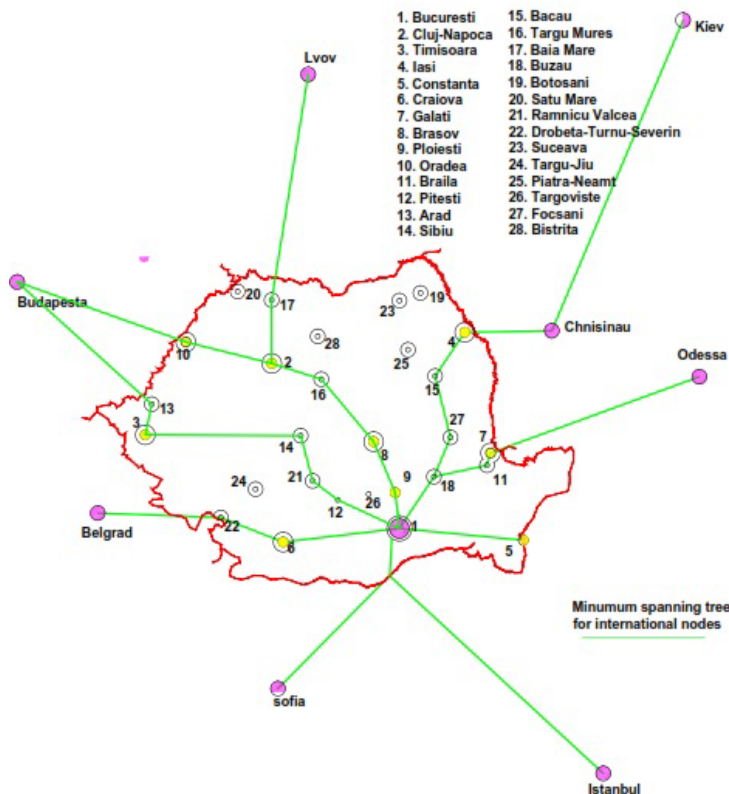 1. Bucuresti
2. Cluj-Napoca
3. Timisoara
4. Iasi
5. Constanta
6. Craiova
7. Galati
8. Brasov
9. Ploiesti
10. Oradea
11. Braila
12. Pitesti
13. Arad
14. Sibiu
15. Bacau
16. Targu Mures
17. Baia Mare
18. Buzau
19. Botosani
20. Satu Mare
21. Ramnicu Valcea
22. Drobeta-Turnu-Severin
23. Suceava
24. Targu-Jiu
25. Piatra-Neamt
26. Targoviste
27. Focsani
28. Bistrita
Kiev
Lvov
Budapesta
Chnisinau
Odessa
Belgrad
sofia
Istanbul
20
17
23
19
28
4
10
2
25
16
15
13
3
14
8
27
7
24
21
9
18
11
12
26
22
6
1
5
Minumum spanning tree
for international nodes